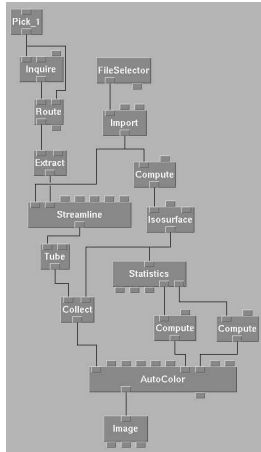 Pick_1
Inquire
FileSelector
Route
Import
Extract
Compute
Streamline
Isosurface
Tube
Statistics
Collect
Compute
Compute
AutoColor
Image